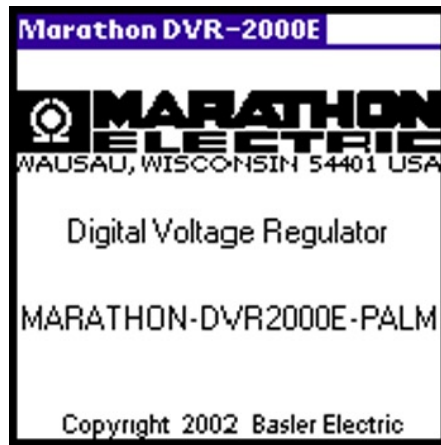 Marathon DVR-2000E
MARATHON
ELECTRIC
WAUSAU, WISCONSIN 54401 USA
Digital Voltage Regulator
MARATHON-DVR2000E-PALM
Copyright 2002 Basler Electric